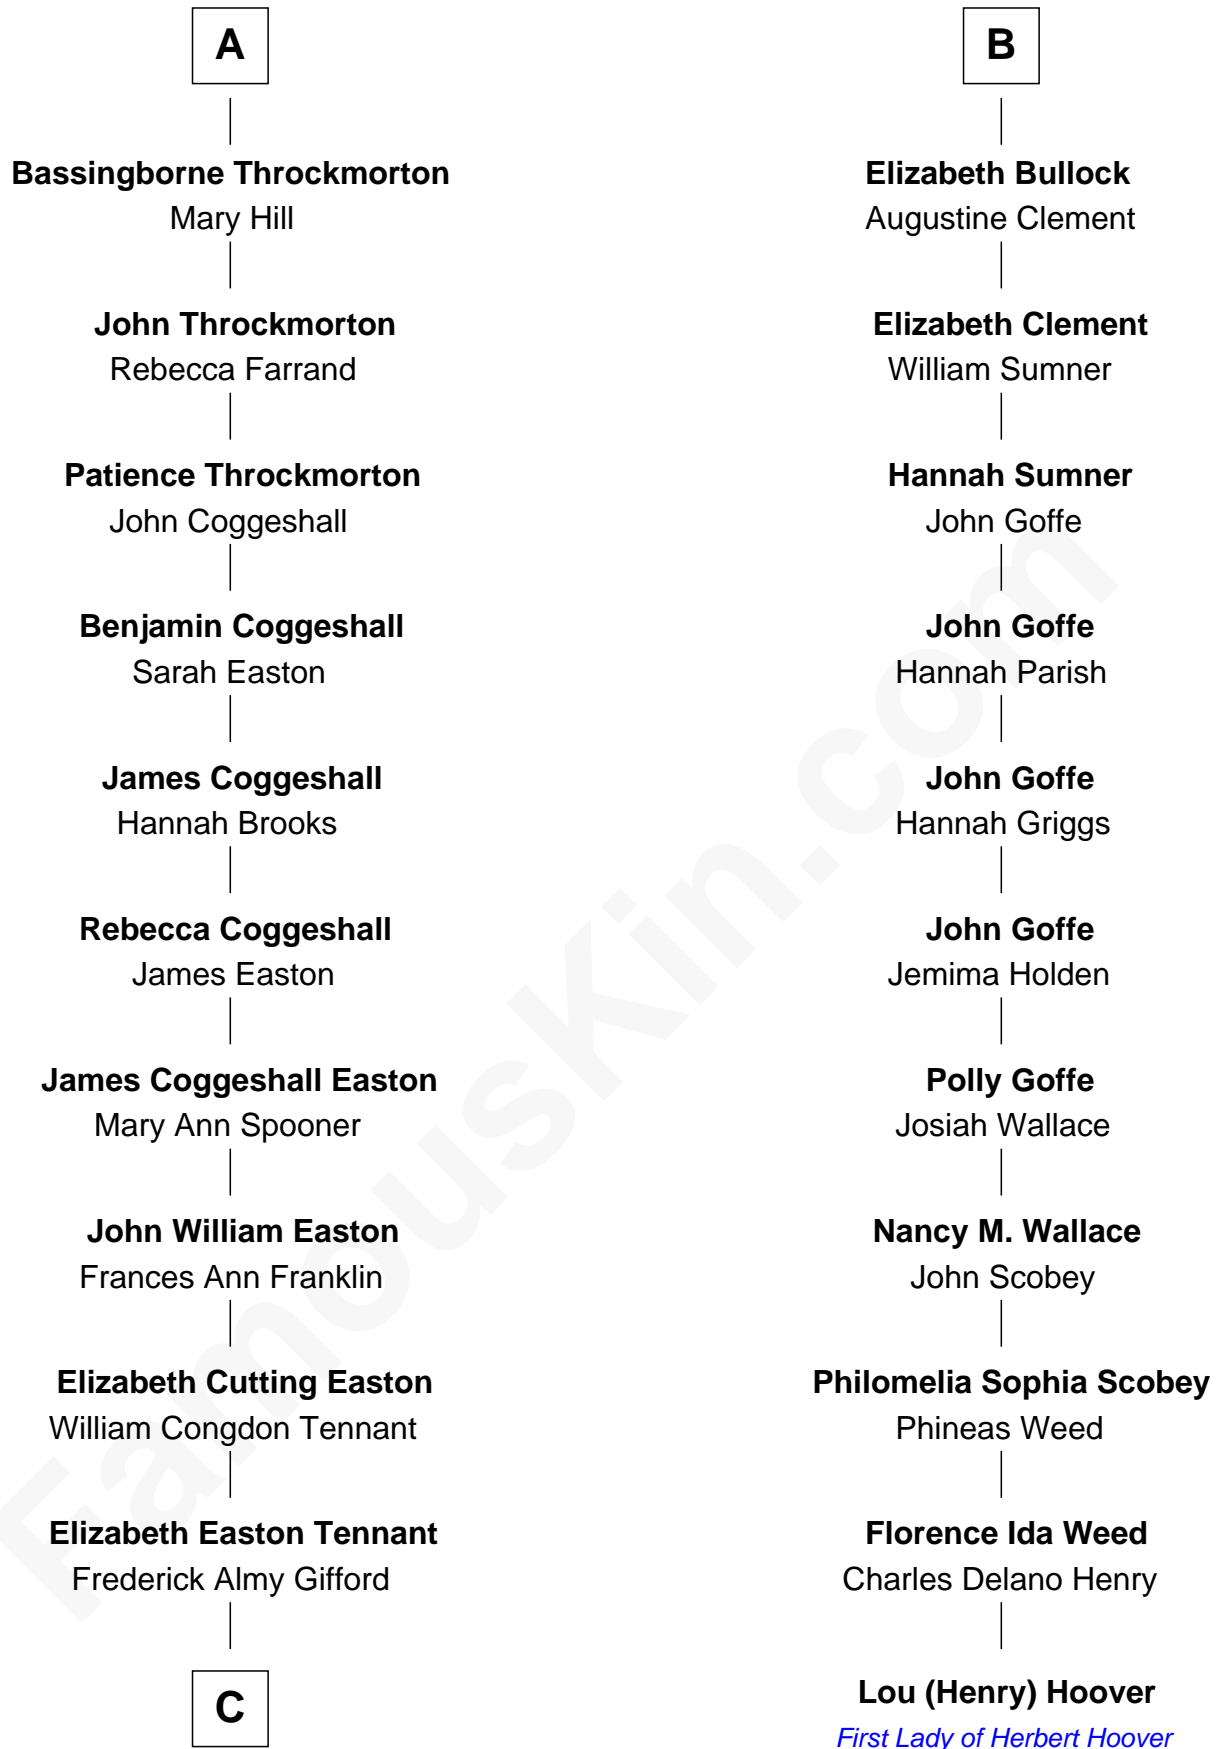 A
Bassingborne Throckmorton
Mary Hill
John Throckmorton
Rebecca Farrand
Patience Throckmorton
John Coggeshall
Benjamin Coggeshall
Sarah Easton
James Coggeshall
Hannah Brooks
Rebecca Coggeshall
James Easton
James Coggeshall Easton
Mary Ann Spooner
John William Easton
Frances Ann Franklin
Elizabeth Cutting Easton
William Congdon Tennant
Elizabeth Easton Tennant
Frederick Almy Gifford
C
B
Elizabeth Bullock
Augustine Clement
Elizabeth Clement
William Sumner
Hannah Sumner
John Goffe
John Goffe
Hannah Parish
John Goffe
Hannah Griggs
John Goffe
Jemima Holden
Polly Goffe
Josiah Wallace
Nancy M. Wallace
John Scobey
Philomelia Sophia Scobey
Phineas Weed
Florence Ida Weed
Charles Delano Henry
Lou (Henry) Hoover
First Lady of Herbert Hoover
FamousKin.com